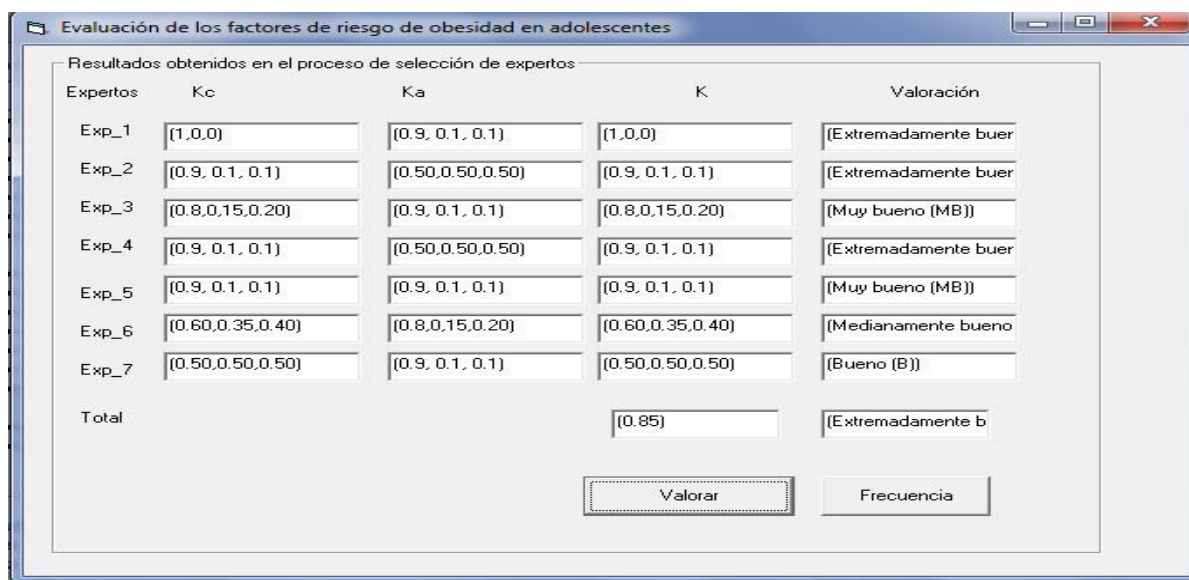 Evaluación de los factores de riesgo de obesidad en adolescentes
Resultados obtenidos en el proceso de selección de expertos
Expertos Kc Ka K Valoración
Exp_1 (1,0,0) (0.9, 0.1, 0.1) (1,0,0) (Extremadamente buer
Exp_2 (0.9, 0.1, 0.1) (0.50,0.50,0.50) (0.9, 0.1, 0.1) (Extremadamente buer
Exp_3 (0.8,0,15,0.20) (0.9, 0.1, 0.1) (0.8,0,15,0.20) (Muy bueno (MB))
Exp_4 (0.9, 0.1, 0.1) (0.50,0.50,0.50) (0.9, 0.1, 0.1) (Extremadamente buer
Exp_5 (0.9, 0.1, 0.1) (0.9, 0.1, 0.1) (0.9, 0.1, 0.1) (Muy bueno (MB))
Exp_6 (0.60,0.35,0.40) (0.8,0,15,0.20) (0.60,0.35,0.40) (Medianamente bueno
Exp_7 (0.50,0.50,0.50) (0.9, 0.1, 0.1) (0.50,0.50,0.50) (Bueno (B))
Total (0.85) (Extremadamente b
Valorar Frecuencia